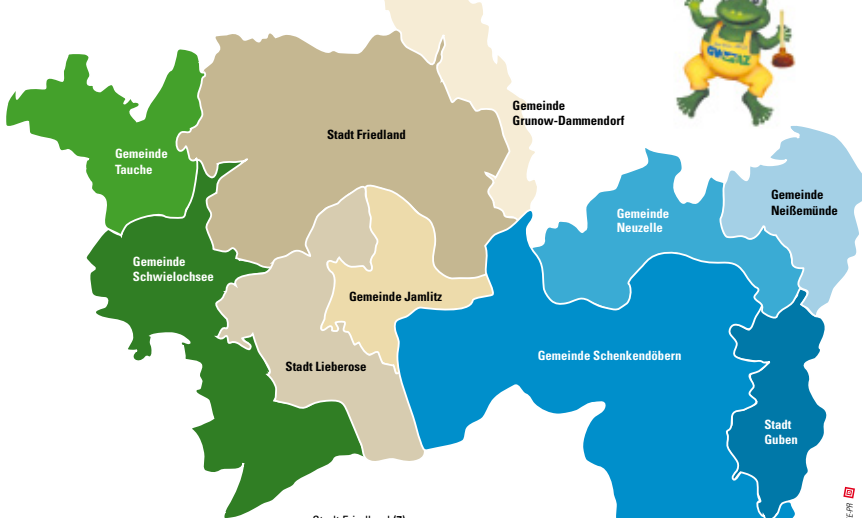 Gemeinde
Grunow-Dammendorf
Stadt Friedland
Gemeinde
Tauche
Gemeinde
Neißemünde
Gemeinde
Neuzelle
Gemeinde
Schwielochsee
Gemeinde Jamlitz
Gemeinde Schenkendöbern
Stadt Lieberose
Stadt
Guben